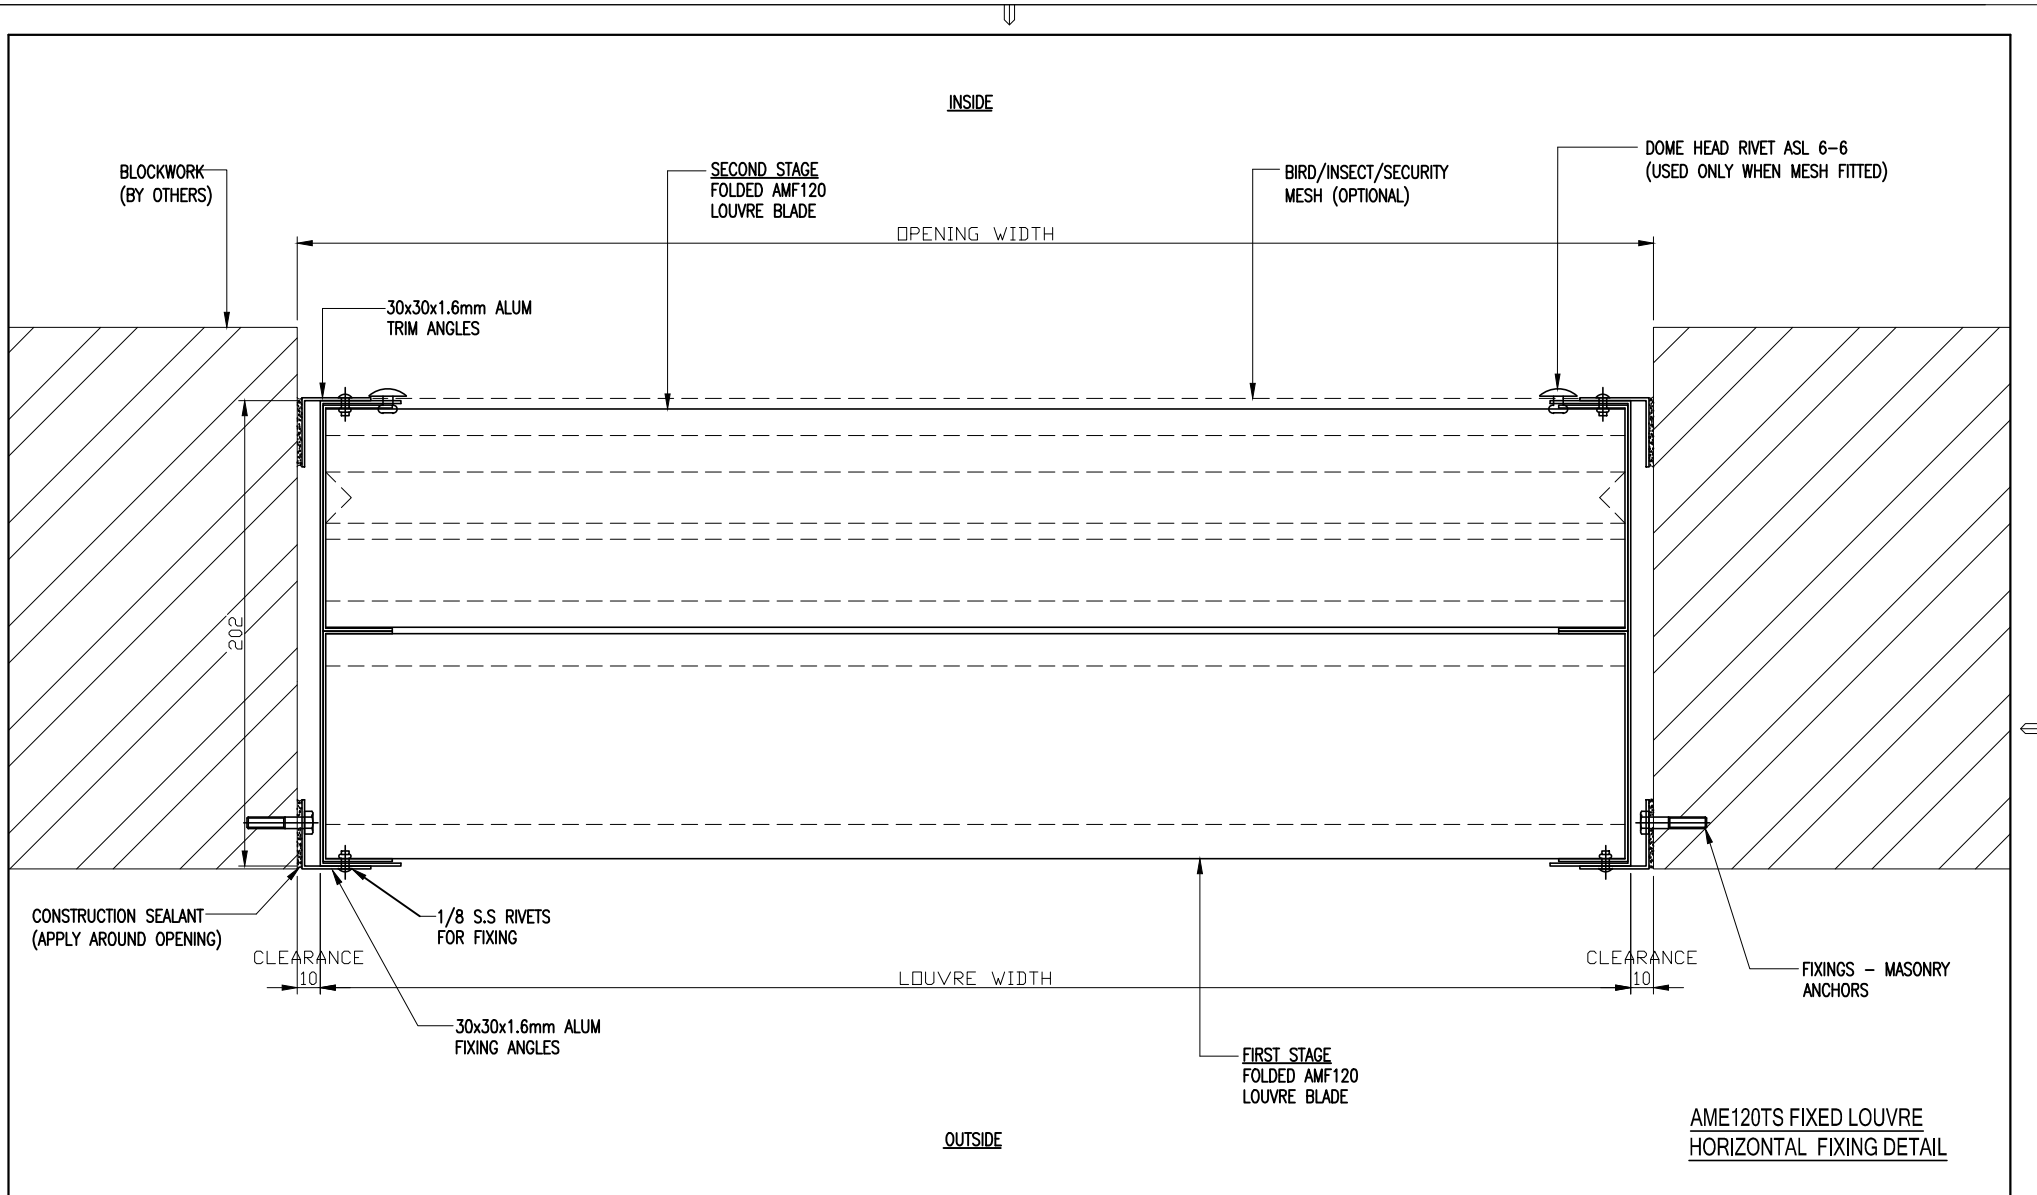 INSIDE
BLOCKWORK
(BY OTHERS)
SECOND STAGE
FOLDED AMF120
LOUVRE BLADE
BIRD/INSECT/SECURITY
MESH (OPTIONAL)
DOME HEAD RIVET ASL 6-6
(USED ONLY WHEN MESH FITTED)
OPENING WIDTH
30x30x1.6mm ALUM
TRIM ANGLES
202
CONSTRUCTION SEALANT
(APPLY AROUND OPENING)
1/8 S.S RIVETS
FOR FIXING
CLEARANCE
10
LOUVRE WIDTH
CLEARANCE
10
FIXINGS - MASONRY
ANCHORS
30x30x1.6mm ALUM
FIXING ANGLES
FIRST STAGE
FOLDED AMF120
LOUVRE BLADE
OUTSIDE
AME120TS FIXED LOUVRE
HORIZONTAL FIXING DETAIL